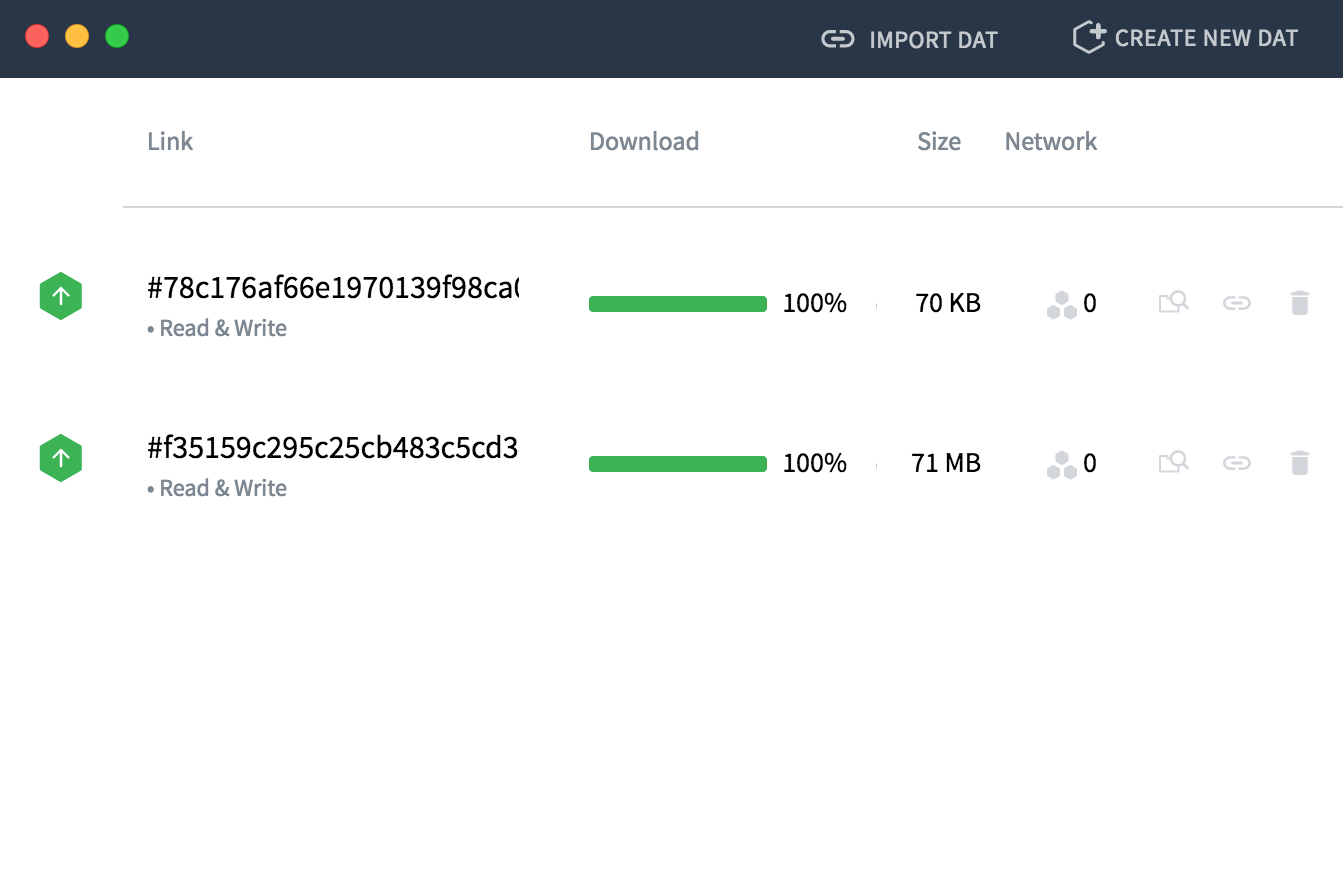 IMPORT DAT CREATE NEW DAT
Link Download Size Network
#78c176af66e1970139f98ca
100% 70 KB 0
• Read & Write
#f35159c295c25cb483c5cd3
100% 71 MB 0
• Read & Write